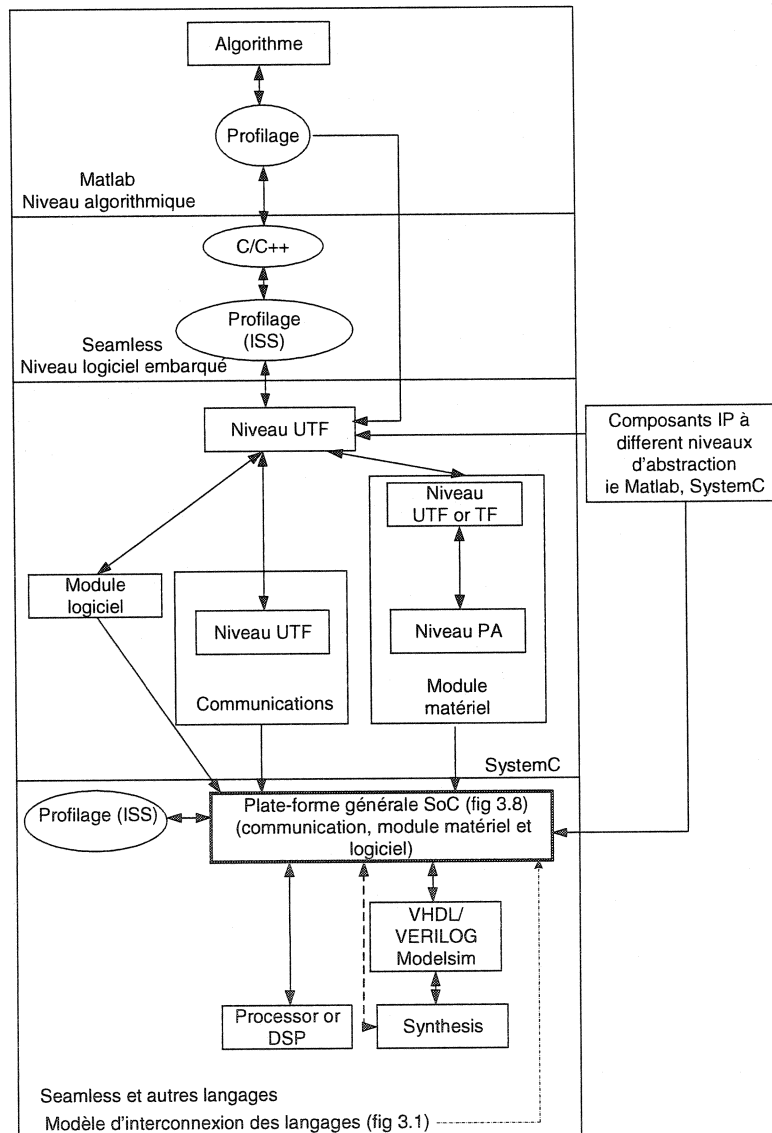 Algorithme
Profilage
Matlab
Niveau algorithmique
C/C++
Profilage
(ISS)
Seamless
Niveau logiciel embarqué
Niveau UTF
Composants IP à
different niveaux
d'abstraction
ie Matlab, SystemC
Niveau
UTF or TF
Module
logiciel
Niveau UTF
Niveau PA
Communications
Module
matériel
SystemC
Profilage (ISS)
Plate-forme générale SoC (fig 3.8)
(communication, module matériel et
logiciel)
VHDL/
VERILOG
Modelsim
Processor or
DSP
Synthesis
Seamless et autres langages
Modèle d'interconnexion des langages (fig 3.1)